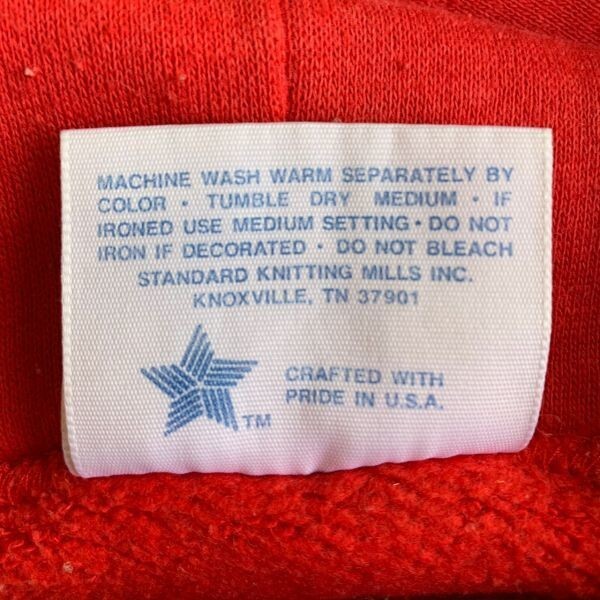 MACHINE WASH WARM SEPARATELY BY
COLOR • TUMBLE DRY MEDIUM • IF
IRONED USE MEDIUM SETTING • DO NOT
IRON IF DECORATED • DO NOT BLEACH
STANDARD KNITTING MILLS INC.
KNOXVILLE, TN 37901
CRAFTED WITH
PRIDE IN U.S.A.
TM